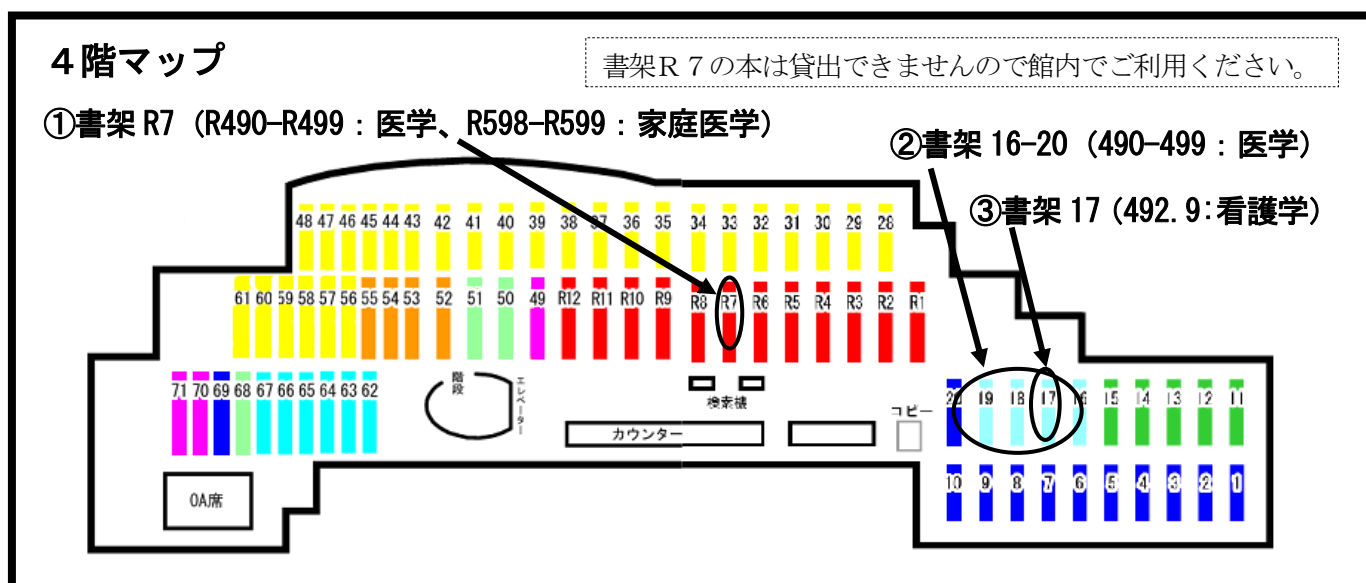 4階マップ
書架R7の本は貸出できませんので館内でご利用ください。
①書架 R7 (R490-R499：医学、R598-R599：家庭医学)
②書架 16-20 (490-499：医学)
③書架 17 (492.9：看護学)
48 47 46 45 44 43 42 41 40 39 38 37 36 35 34 33 32 31 30 29 28
61 60 59 58 57 56 55 54 53 52 51 50 49 R12 R11 R10 R9 R8 R7 R6 R5 R4 R3 R2 R1
71 70 69 68 67 66 65 64 63 62
階段
エレベーター
検索機
カウンター
コピー
20 19 18 17 16 15 14 13 12 11
10 9 8 7 6 5 4 3 2 1
OA席